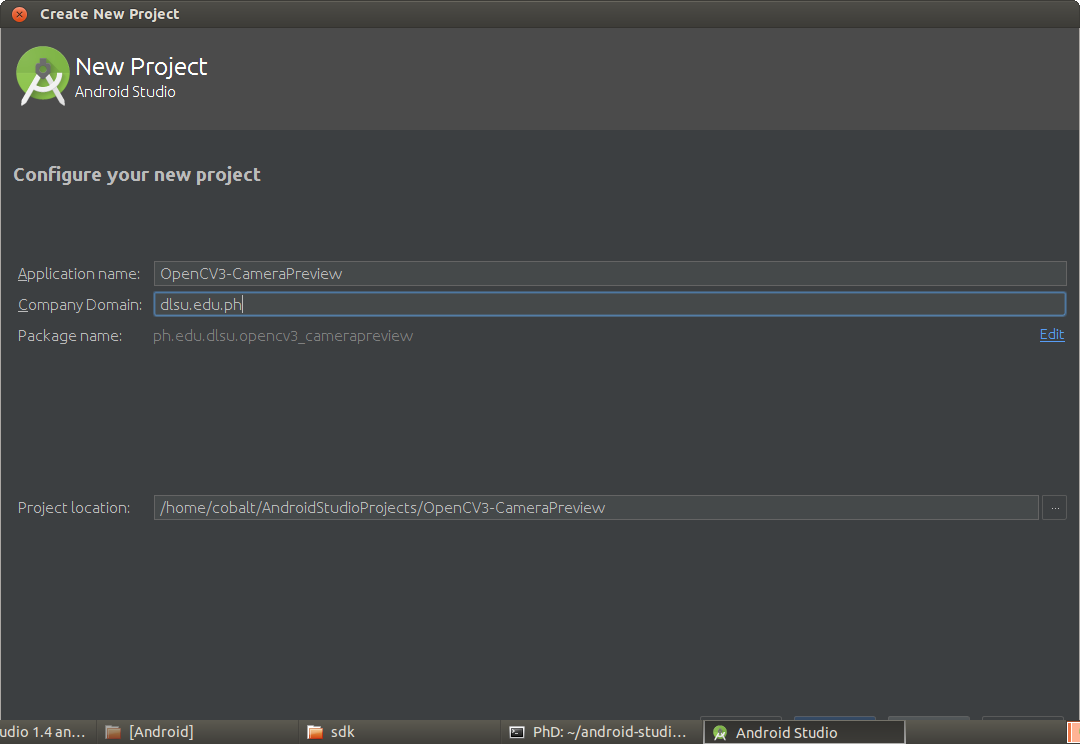 Create New Project
New Project
Android Studio
Configure your new project
Application name: OpenCV3-CameraPreview
Company Domain: dlsu.edu.ph
Package name: ph.edu.dlsu.opencv3_camerapreview Edit
Project location: /home/cobalt/AndroidStudioProjects/OpenCV3-CameraPreview ...
udio 1.4 an... [Android] sdk PhD: ~/android-studi... Android Studio